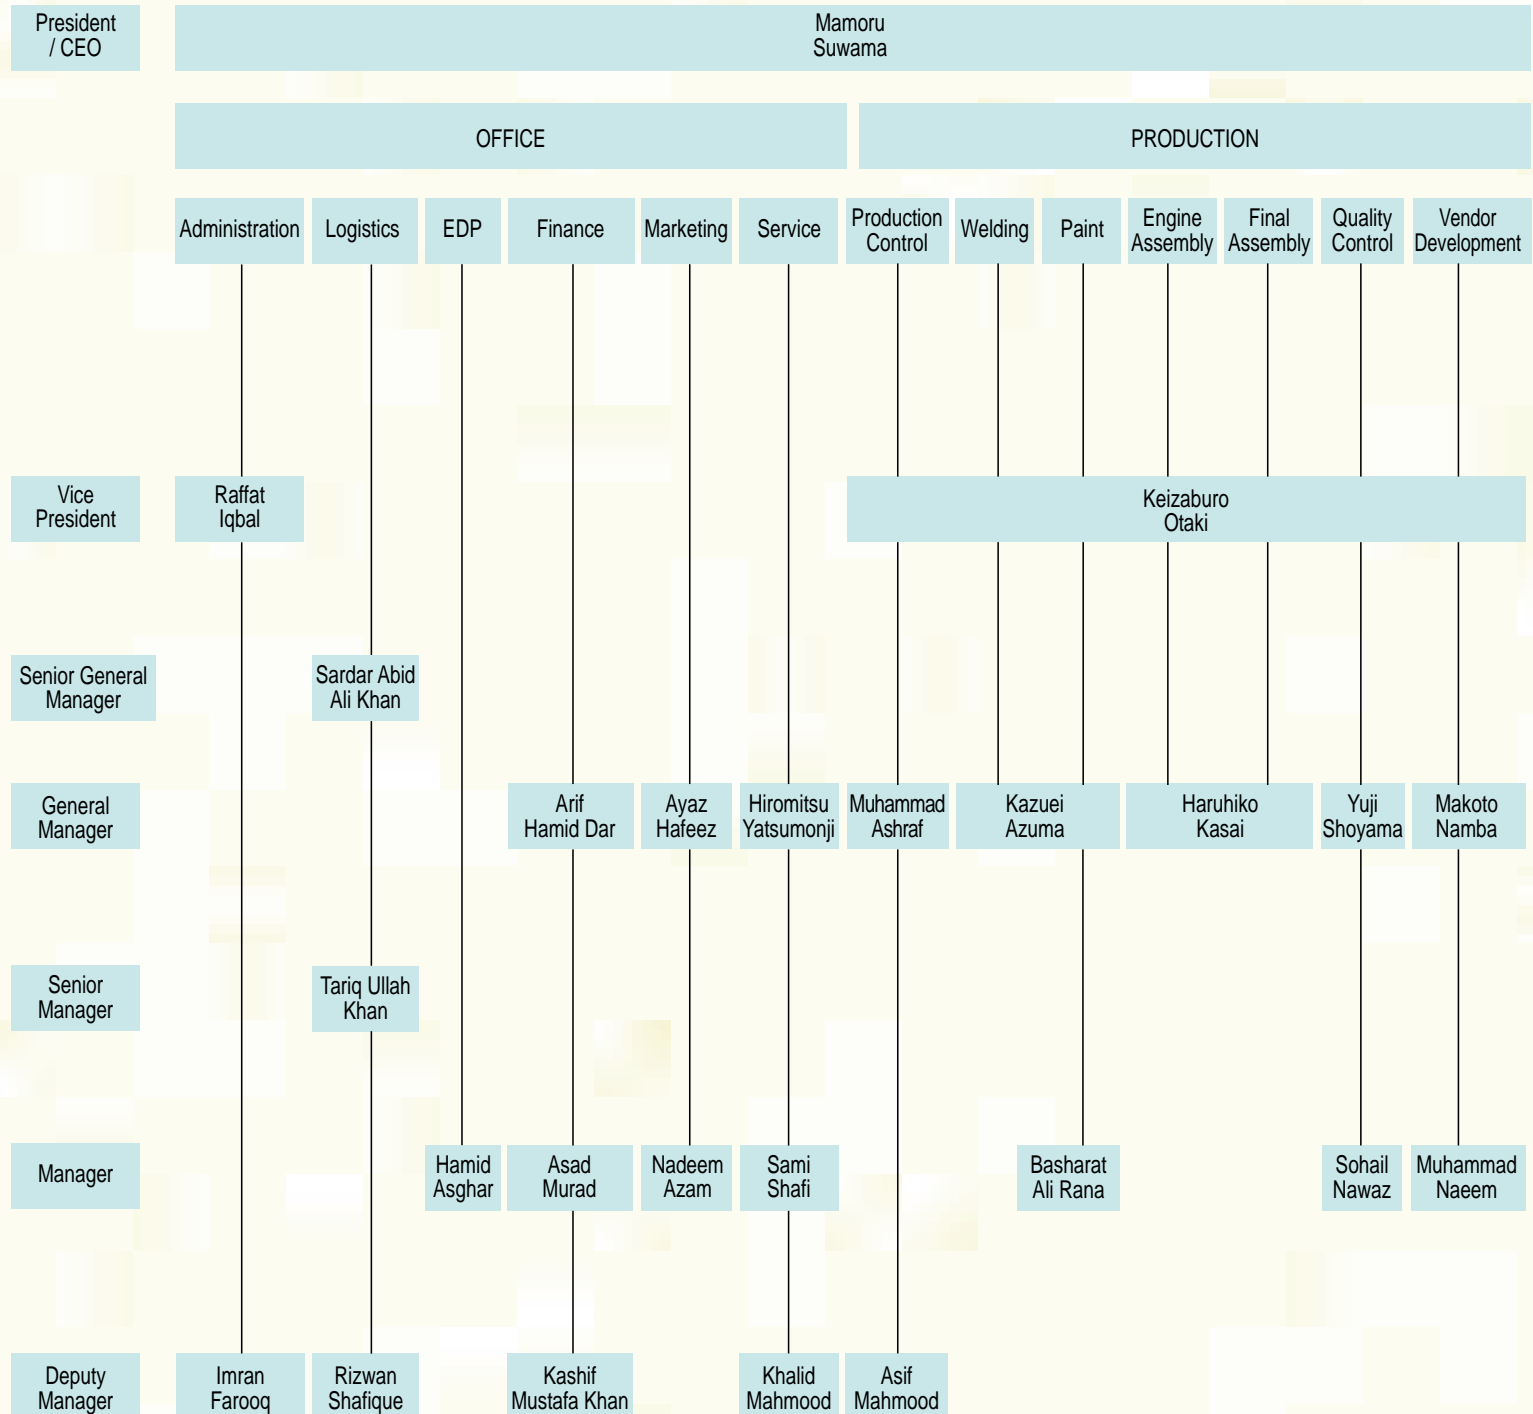 President
/ CEO
Mamoru
Suwama
OFFICE
PRODUCTION
Administration
Logistics
EDP
Finance
Marketing
Service
Production
Control
Welding
Paint
Engine
Assembly
Final
Assembly
Quality
Control
Vendor
Development
Vice
President
Raffat
Iqbal
Keizaburo
Otaki
Senior General
Manager
Sardar Abid
Ali Khan
General
Manager
Arif
Hamid Dar
Ayaz
Hafeez
Hiromitsu
Yatsumonji
Muhammad
Ashraf
Kazuei
Azuma
Haruhiko
Kasai
Yuji
Shoyama
Makoto
Namba
Senior
Manager
Tariq Ullah
Khan
Manager
Hamid
Asghar
Asad
Murad
Nadeem
Azam
Sami
Shafi
Basharat
Ali Rana
Sohail
Nawaz
Muhammad
Naeem
Deputy
Manager
Imran
Farooq
Rizwan
Shafique
Kashif
Mustafa Khan
Khalid
Mahmood
Asif
Mahmood